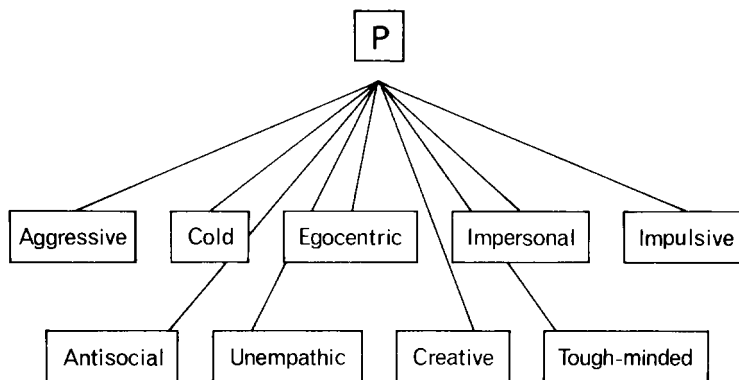 P
Aggressive Cold Egocentric Impersonal Impulsive
Antisocial Unempathic Creative Tough-minded